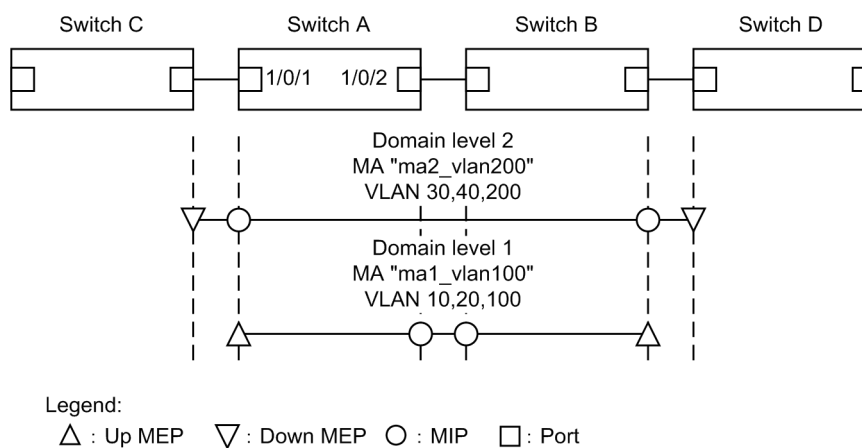 Switch C
Switch A
Switch B
Switch D
1/0/1
1/0/2
Domain level 2
MA "ma2_vlan200"
VLAN 30,40,200
Domain level 1
MA "ma1_vlan100"
VLAN 10,20,100
Legend:
: Up MEP
: Down MEP
: MIP
: Port